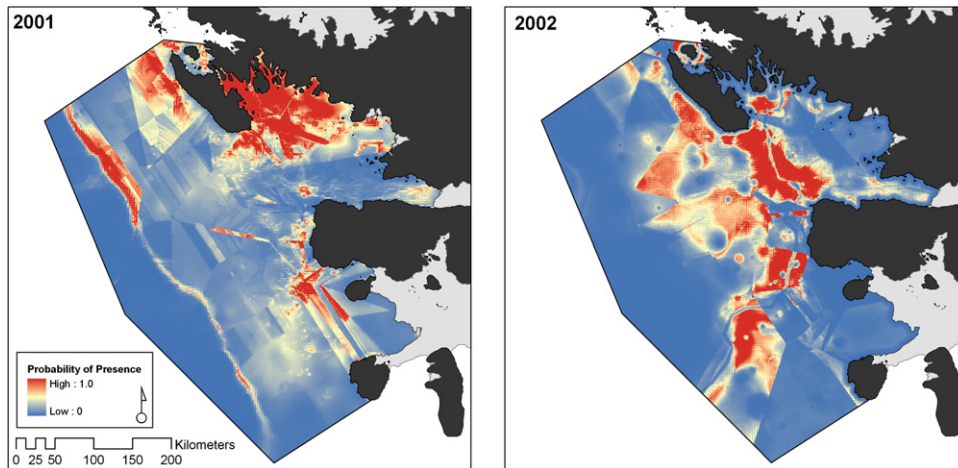 2001
2002
Probability of Presence
High : 1.0
Low : 0
Kilometers
0 25 50 100 150 200